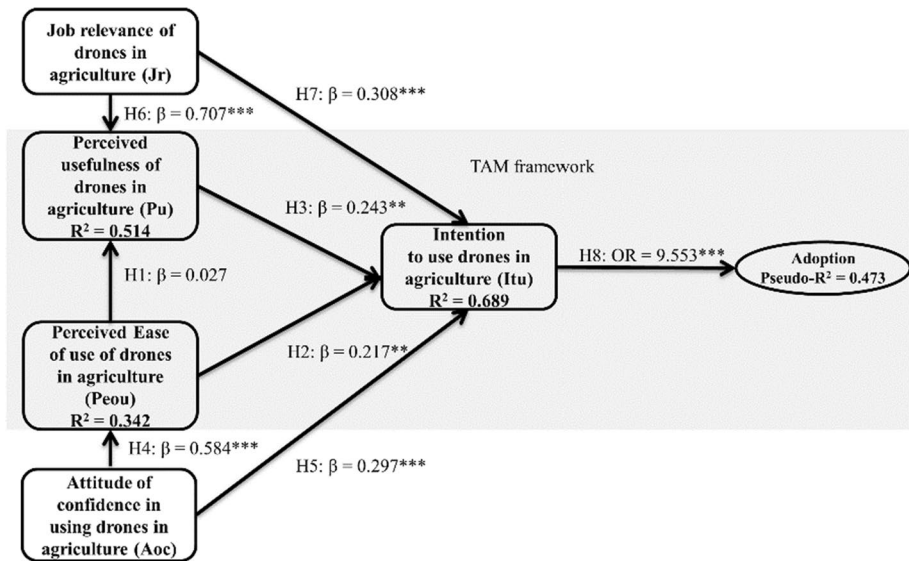 Job relevance of
drones in
agriculture (Jr)
H7: β = 0.308***
H6: β = 0.707***
Perceived
usefulness of
drones in
agriculture (Pu)
R² = 0.514
TAM framework
H3: β = 0.243**
Intention
to use drones in
agriculture (Itu)
R² = 0.689
H8: OR = 9.553***
Adoption
Pseudo-R² = 0.473
H1: β = 0.027
Perceived Ease
of use of drones
in agriculture
(Peou)
R² = 0.342
H2: β = 0.217**
H4: β = 0.584***
H5: β = 0.297***
Attitude of
confidence in
using drones in
agriculture (Aoc)